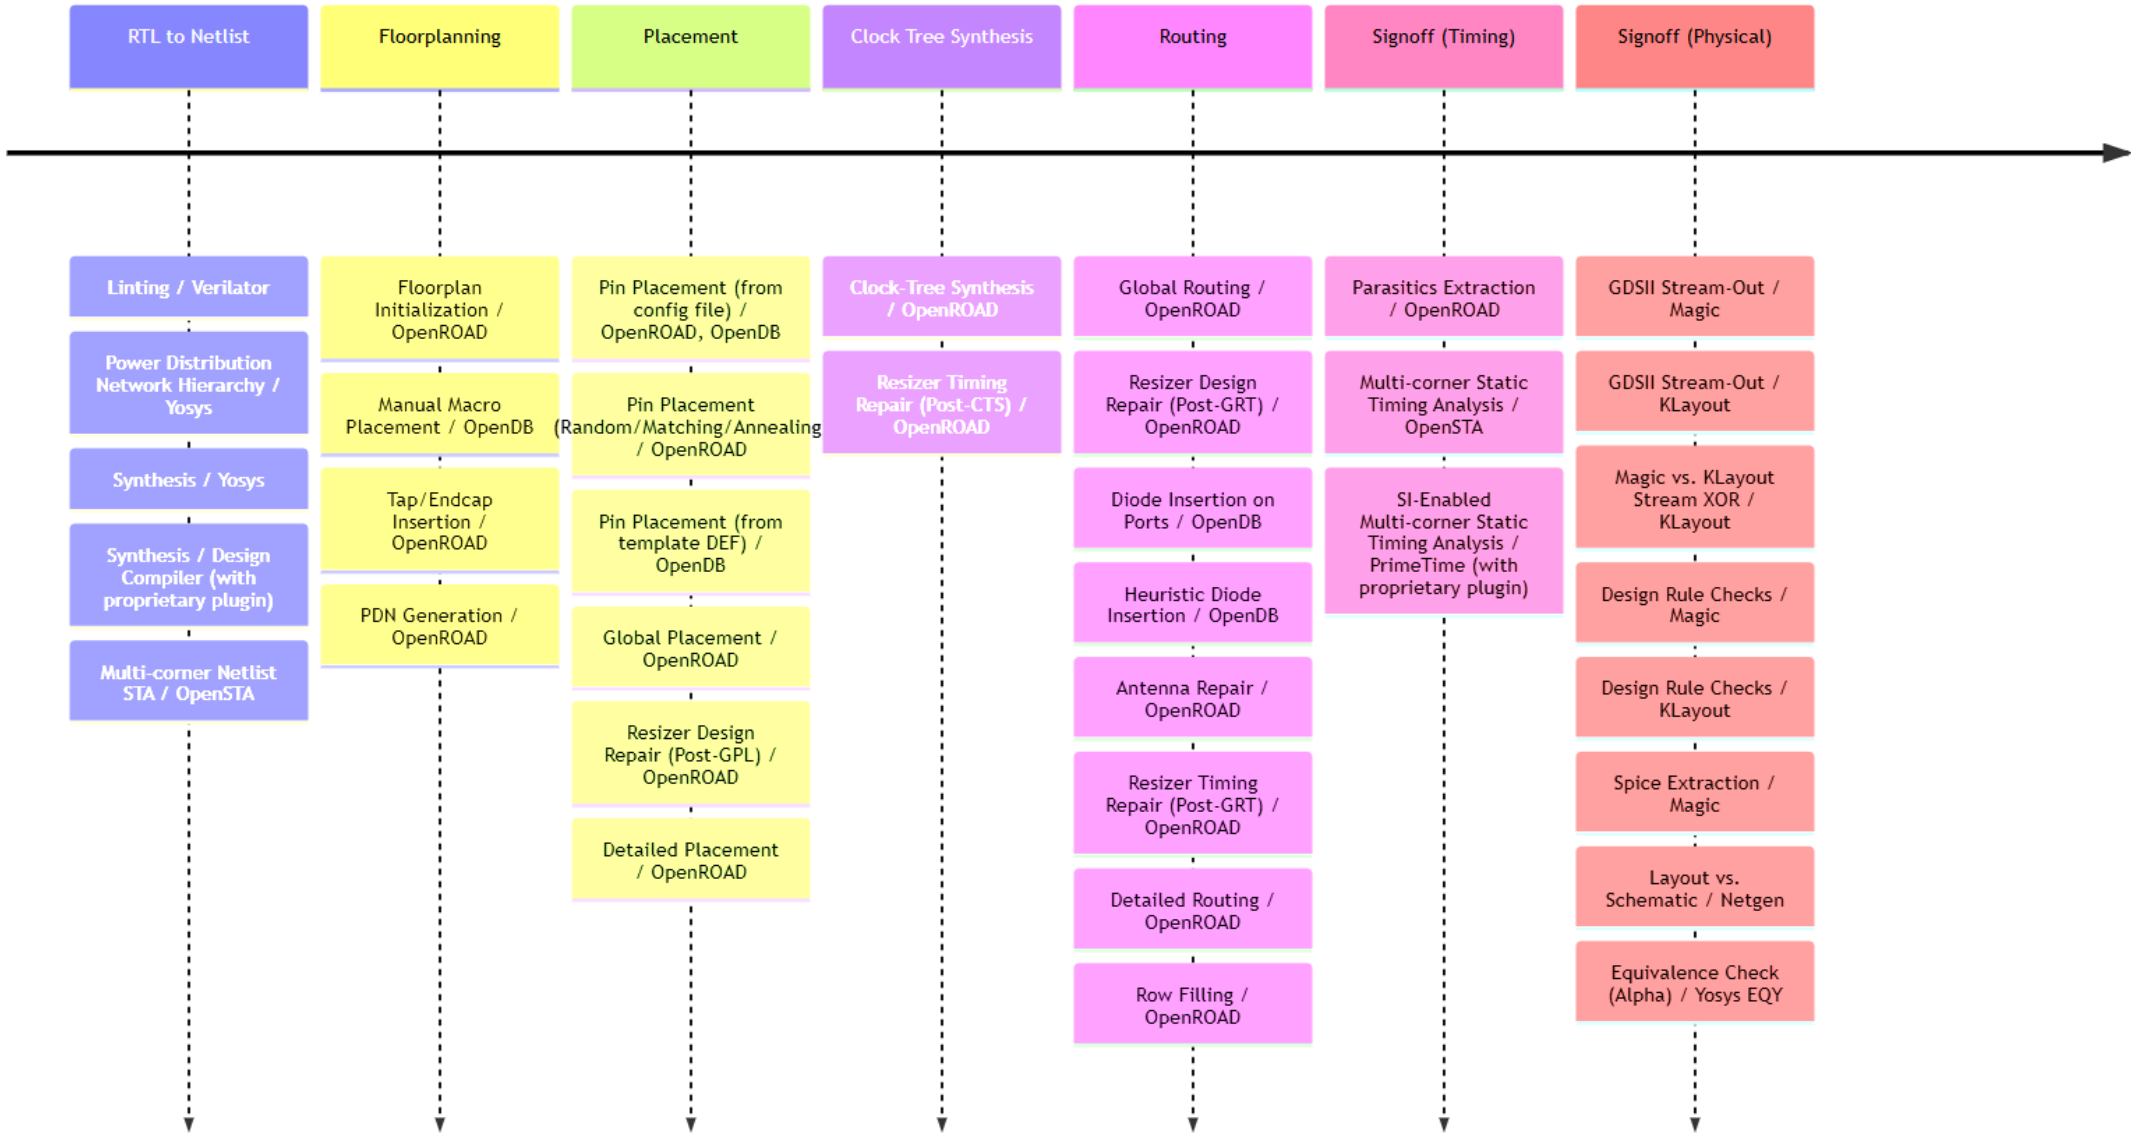 RTL to Netlist
Floorplanning
Placement
Clock Tree Synthesis
Routing
Signoff (Timing)
Signoff (Physical)
Linting / Verilator
Power Distribution
Network Hierarchy /
Yosys
Synthesis / Yosys
Synthesis / Design
Compiler (with
proprietary plugin)
Multi-corner Netlist
STA / OpenSTA
Floorplan
Initialization /
OpenROAD
Manual Macro
Placement / OpenDB
Tap/Endcap
Insertion /
OpenROAD
PDN Generation /
OpenROAD
Pin Placement (from
config file) /
OpenROAD, OpenDB
Pin Placement
(Random/Matching/Annealing
/ OpenROAD
Pin Placement (from
template DEF) /
OpenDB
Global Placement /
OpenROAD
Resizer Design
Repair (Post-GPL) /
OpenROAD
Detailed Placement
/ OpenROAD
Clock-Tree Synthesis
/ OpenROAD
Resizer Timing
Repair (Post-CTS) /
OpenROAD
Global Routing /
OpenROAD
Resizer Design
Repair (Post-GRT) /
OpenROAD
Diode Insertion on
Ports / OpenDB
Heuristic Diode
Insertion / OpenDB
Antenna Repair /
OpenROAD
Resizer Timing
Repair (Post-GRT) /
OpenROAD
Detailed Routing /
OpenROAD
Row Filling /
OpenROAD
Parasitics Extraction
/ OpenROAD
Multi-corner Static
Timing Analysis /
OpenSTA
SI-Enabled
Multi-corner Static
Timing Analysis /
PrimeTime (with
proprietary plugin)
GDSII Stream-Out /
Magic
GDSII Stream-Out /
KLayout
Magic vs. KLayout
Stream XOR /
KLayout
Design Rule Checks /
Magic
Design Rule Checks /
KLayout
Spice Extraction /
Magic
Layout vs.
Schematic / Netgen
Equivalence Check
(Alpha) / Yosys EQY